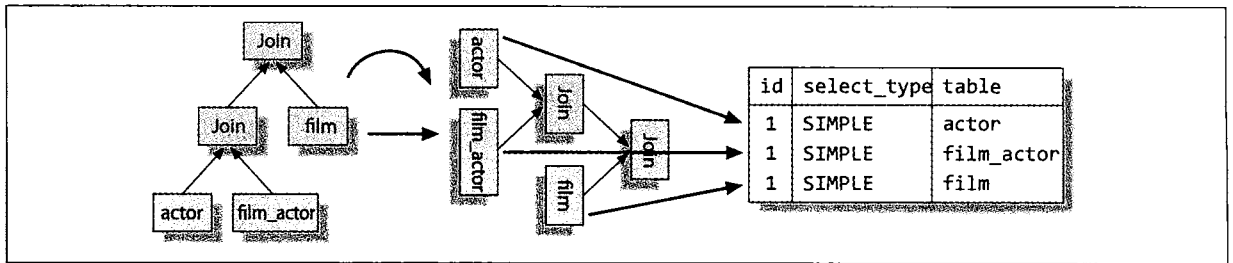 Join
Join
film
actor
film_actor
actor
film_actor
Join
film
Join
id select_type table
1 SIMPLE actor
1 SIMPLE film_actor
1 SIMPLE film